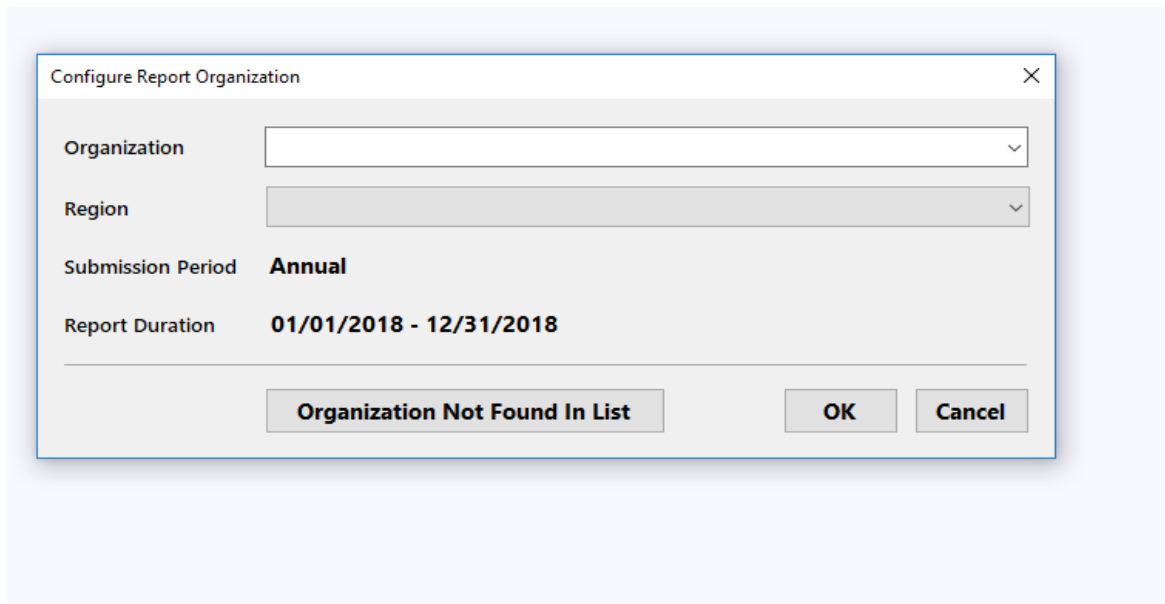 Configure Report Organization
Organization
Region
Submission Period Annual
Report Duration 01/01/2018 - 12/31/2018
Organization Not Found In List OK Cancel